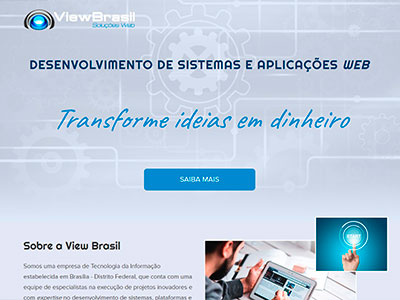 ViewBrasil
Soluções Web
DESENVOLVIMENTO DE SISTEMAS E APLICAÇÕES WEB
Transforme ideias em dinheiro
SAIBA MAIS
Sobre a View Brasil
Somos uma empresa de Tecnologia da Informação
estabelecida em Brasília - Distrito Federal, que conta com uma
equipe de especialistas na execução de projetos inovadores e
com expertise no desenvolvimento de sistemas, plataformas e